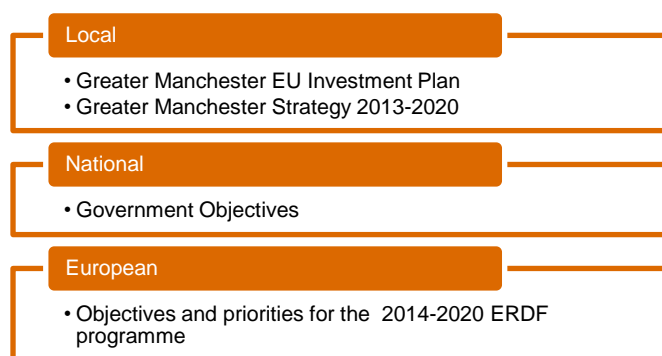 Local
• Greater Manchester EU Investment Plan
• Greater Manchester Strategy 2013-2020
National
• Government Objectives
European
• Objectives and priorities for the  2014-2020 ERDF
programme